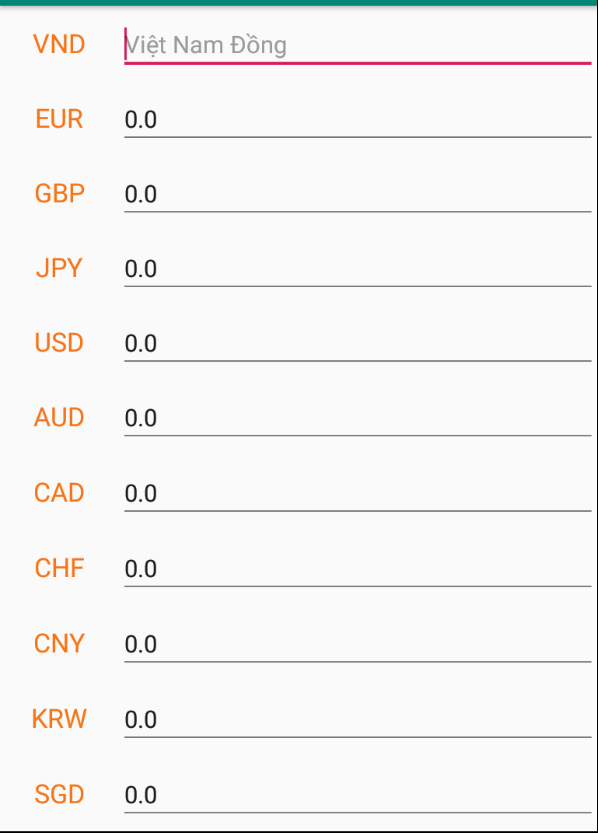 VND Việt Nam Đồng
EUR 0.0
GBP 0.0
JPY 0.0
USD 0.0
AUD 0.0
CAD 0.0
CHF 0.0
CNY 0.0
KRW 0.0
SGD 0.0